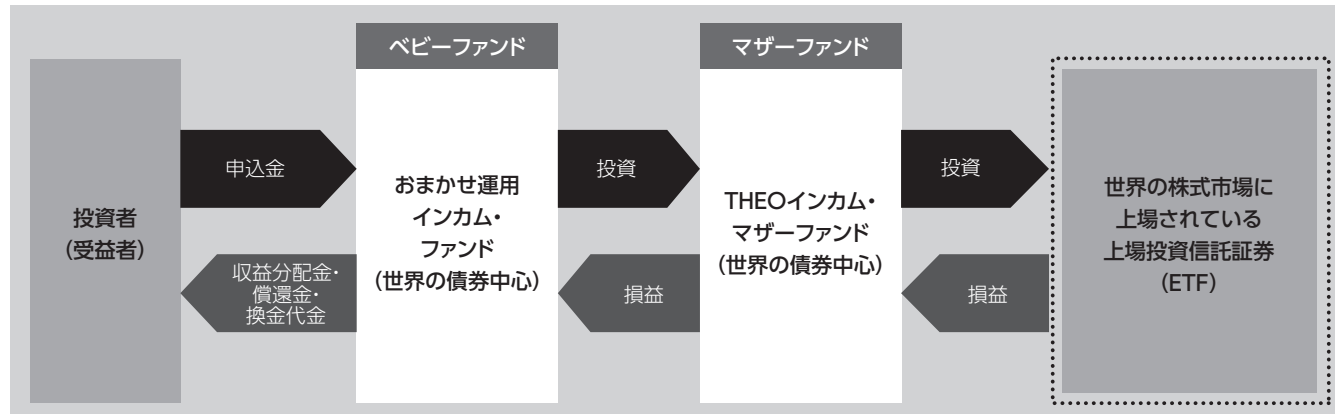 ベビーファンド
マザーファンド
投資者
(受益者)
申込金
収益分配金・
償還金・
換金代金
おまかせ運用
インカム・
ファンド
(世界の債券中心)
投資
損益
THEOインカム・
マザーファンド
(世界の債券中心)
投資
損益
世界の株式市場に
上場されている
上場投資信託証券
(ETF)